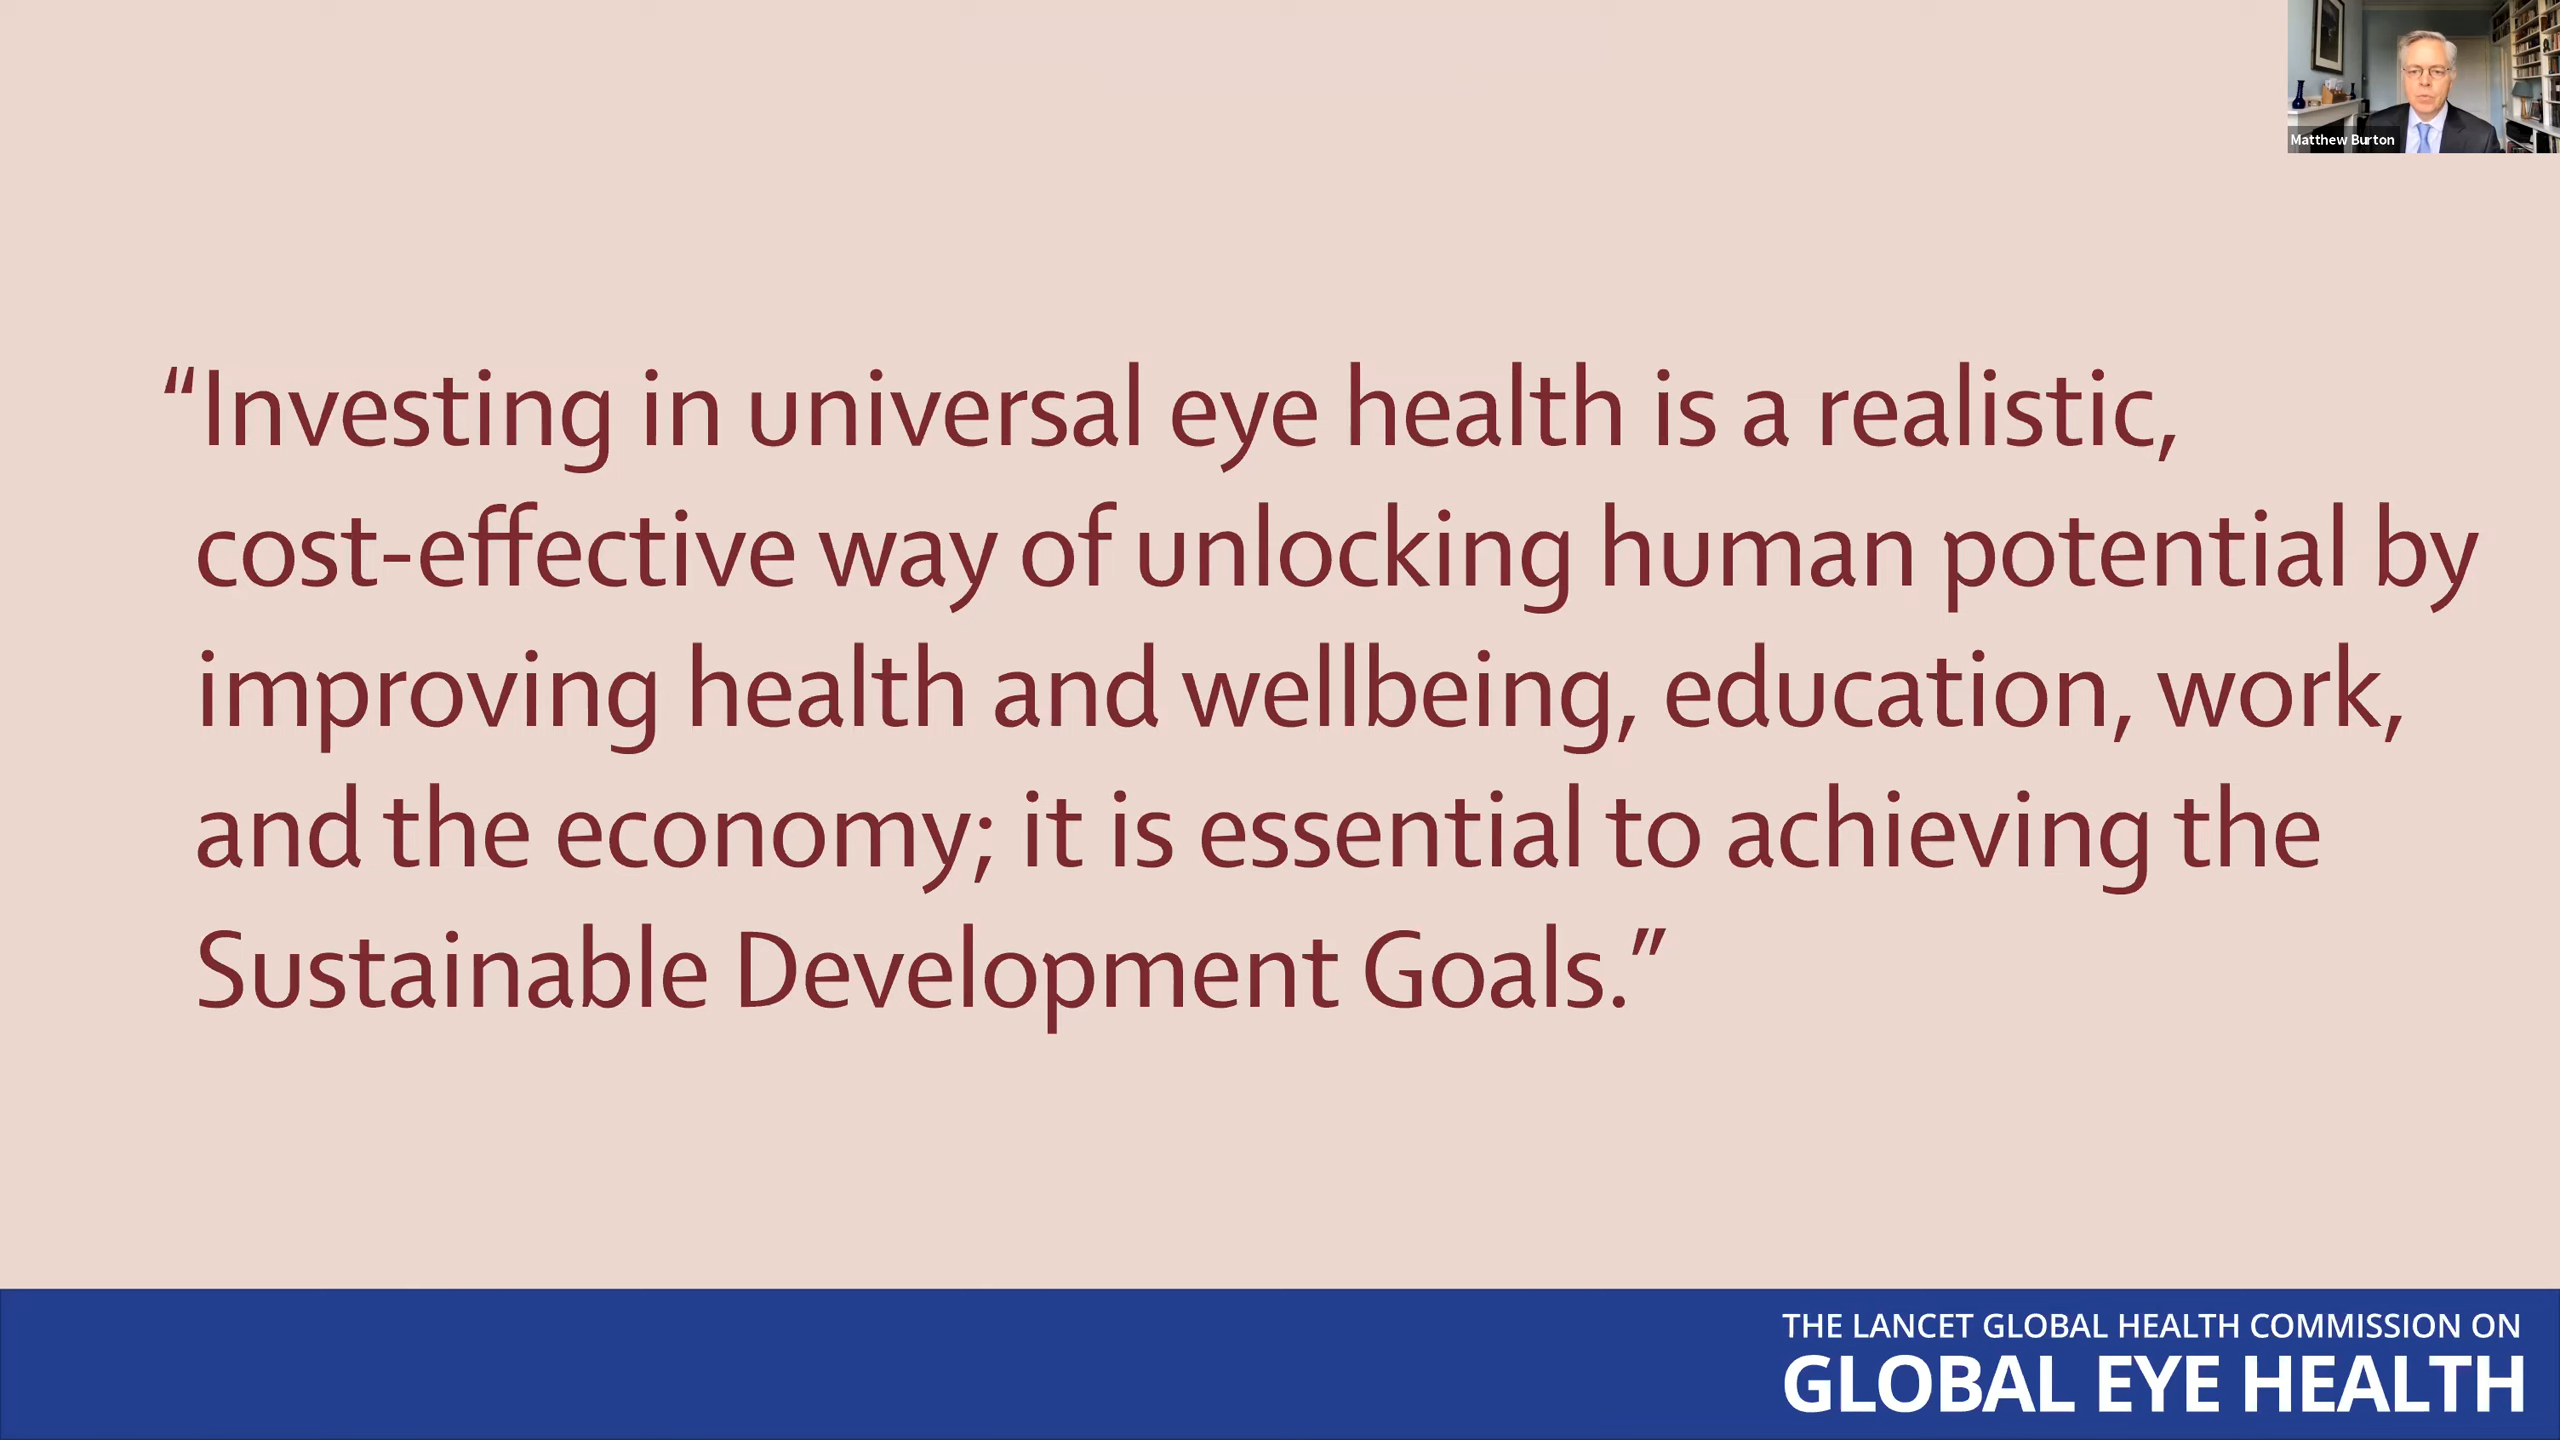 Matthew Burton
“Investing in universal eye health is a realistic,
cost-effective way of unlocking human potential by
improving health and wellbeing, education, work,
and the economy; it is essential to achieving the
Sustainable Development Goals.”
THE LANCET GLOBAL HEALTH COMMISSION ON
GLOBAL EYE HEALTH